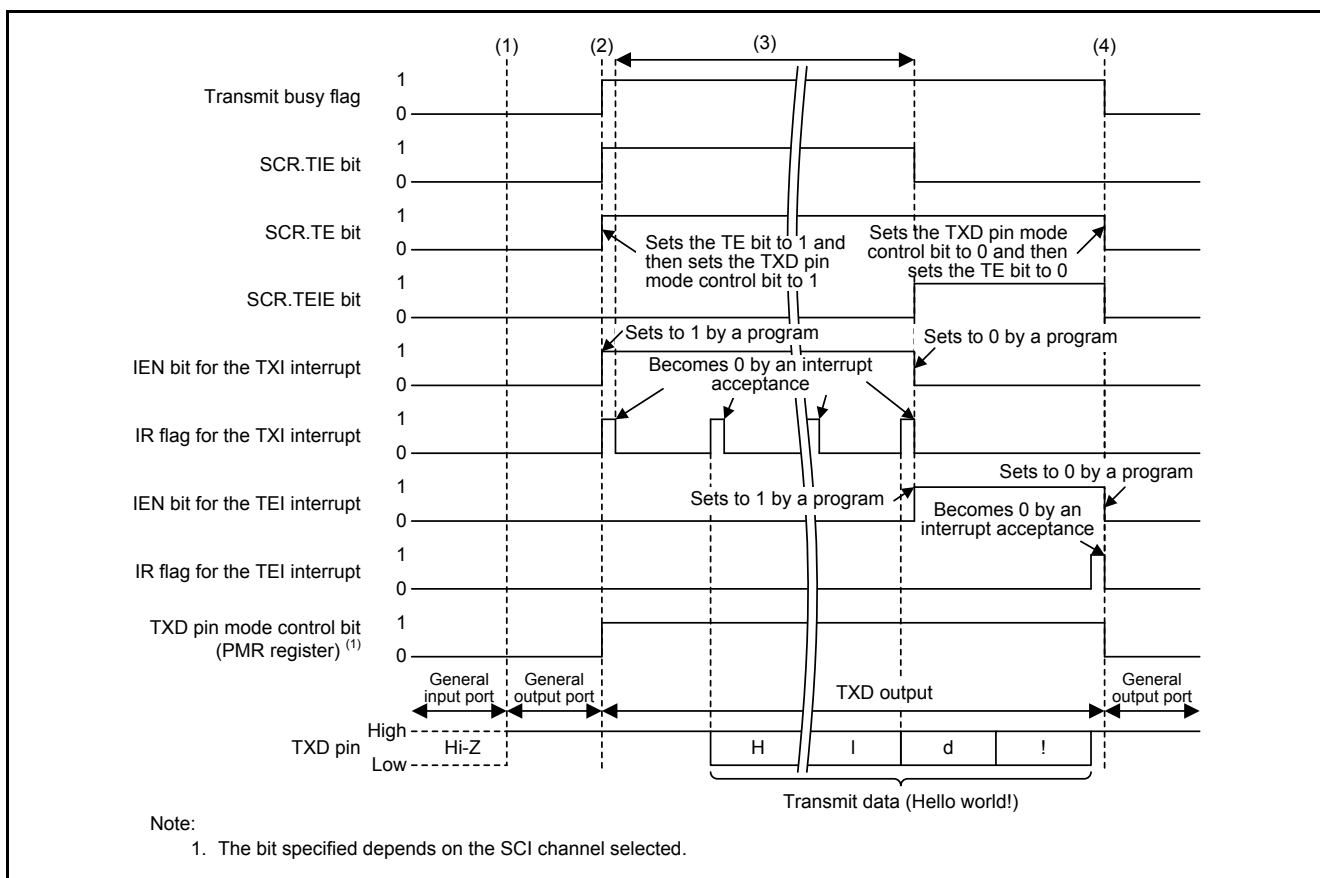 (1) (2) (3) (4)
Transmit busy flag
1
0
SCR.TIE bit
1
0
SCR.TE bit
1
0
Sets the TE bit to 1 and
then sets the TXD pin
mode control bit to 1
Sets the TXD pin mode
control bit to 0 and then
sets the TE bit to 0
SCR.TEIE bit
1
0
Sets to 1 by a program
Sets to 0 by a program
IEN bit for the TXI interrupt
1
0
Becomes 0 by an interrupt
acceptance
IR flag for the TXI interrupt
1
0
Sets to 0 by a program
IEN bit for the TEI interrupt
1
0
Sets to 1 by a program
Becomes 0 by an
interrupt acceptance
IR flag for the TEI interrupt
1
0
TXD pin mode control bit
(PMR register) (1)
1
0
General
input port
General
output port
TXD output
General
output port
TXD pin
High
Low
Hi-Z
H l d !
Transmit data (Hello world!)
Note:
1. The bit specified depends on the SCI channel selected.